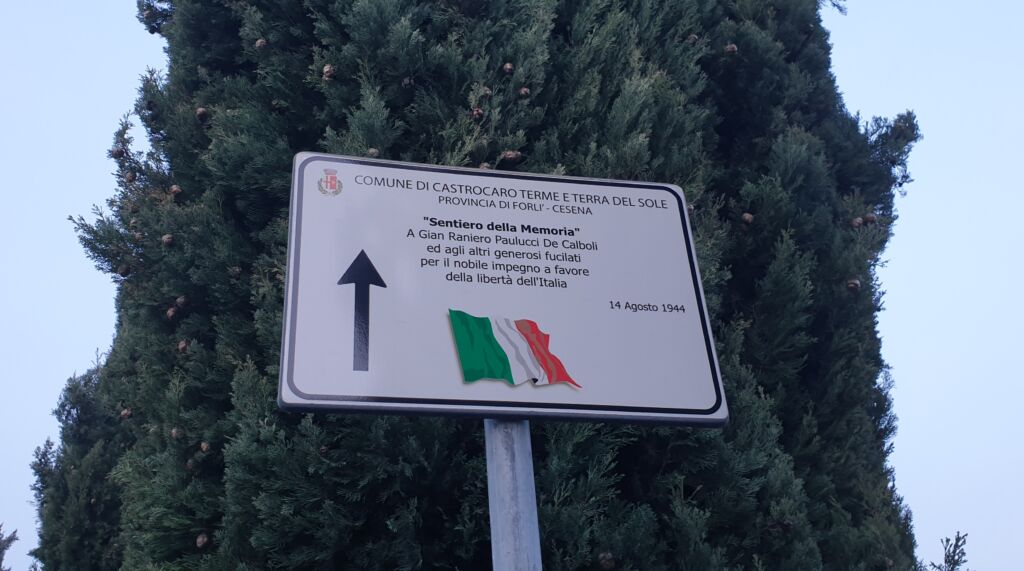 COMUNE DI CASTROCARO TERME E TERRA DEL SOLE
PROVINCIA DI FORLI' - CESENA
"Sentiero della Memoria"
A Gian Raniero Paulucci De Calboli
ed agli altri generosi fucilati
per il nobile impegno a favore
della libertà dell'Italia
14 Agosto 1944